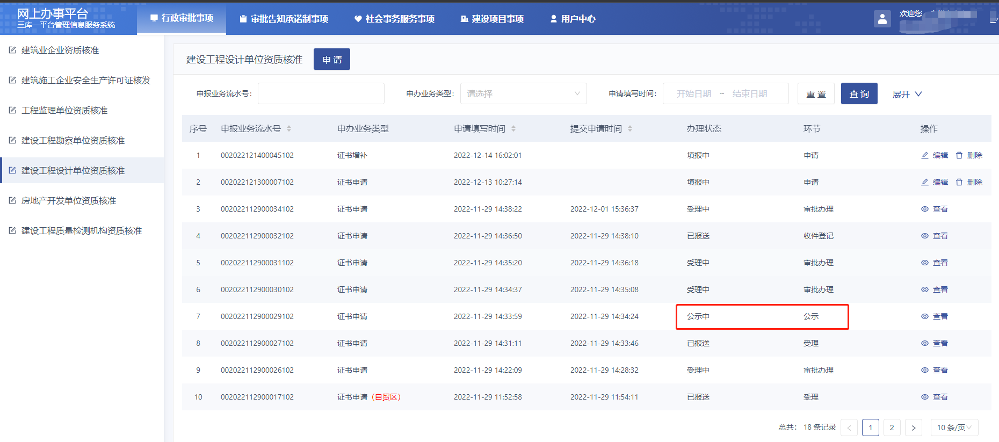 网上办事平台
三库一平台管理信息服务系统
行政审批事项
审批告知承诺制事项
社会事务服务事项
建设项目事项
用户中心
欢迎您
建筑业企业资质核准
建筑施工企业安全生产许可证核发
工程监理单位资质核准
建设工程勘察单位资质核准
建设工程设计单位资质核准
房地产开发单位资质核准
建设工程质量检测机构资质核准
建设工程设计单位资质核准 申 请
申报业务流水号： 申办业务类型： 请选择 申请填写时间： 开始日期 ~ 结束日期 重 置 查 询 展开
序号 申报业务流水号 申办业务类型 申请填写时间 提交申请时间 办理状态 环节 操作
1 002022121400045102 证书增补 2022-12-14 16:02:01 填报中 申请 编辑 删除
2 002022121300007102 证书申请 2022-12-13 10:27:14 填报中 申请 编辑 删除
3 002022112900034102 证书申请 2022-11-29 14:38:22 2022-12-01 15:36:37 受理中 审批办理 查看
4 002022112900032102 证书申请 2022-11-29 14:36:50 2022-11-29 14:38:10 已报送 收件登记 查看
5 002022112900031102 证书申请 2022-11-29 14:35:20 2022-11-29 14:36:18 受理中 审批办理 查看
6 002022112900030102 证书申请 2022-11-29 14:34:37 2022-11-29 14:35:08 受理中 审批办理 查看
7 002022112900029102 证书申请 2022-11-29 14:33:59 2022-11-29 14:34:24 公示中 公示 查看
8 002022112900027102 证书申请 2022-11-29 14:31:11 2022-11-29 14:33:46 已报送 受理 查看
9 002022112900026102 证书申请 2022-11-29 14:22:09 2022-11-29 14:28:32 受理中 审批办理 查看
10 002022112900017102 证书申请（自贸区） 2022-11-29 11:52:58 2022-11-29 11:54:11 已报送 受理 查看
总共： 18 条记录 < 1 2 > 10 条/页